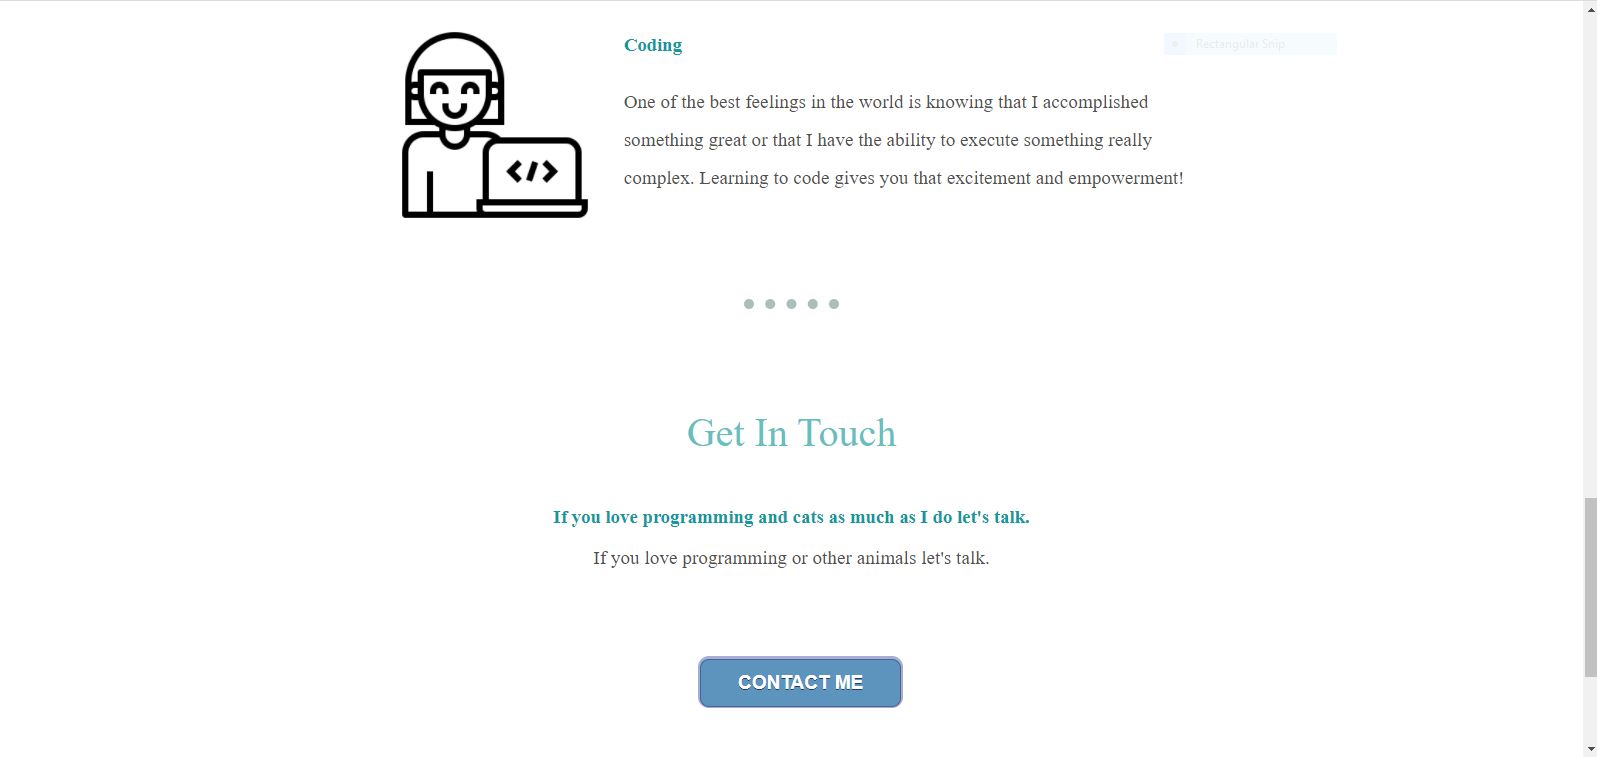 Coding
Rectangular Snip
One of the best feelings in the world is knowing that I accomplished
something great or that I have the ability to execute something really
complex. Learning to code gives you that excitement and empowerment!
</>
Get In Touch
If you love programming and cats as much as I do let's talk.
If you love programming or other animals let's talk.
CONTACT ME